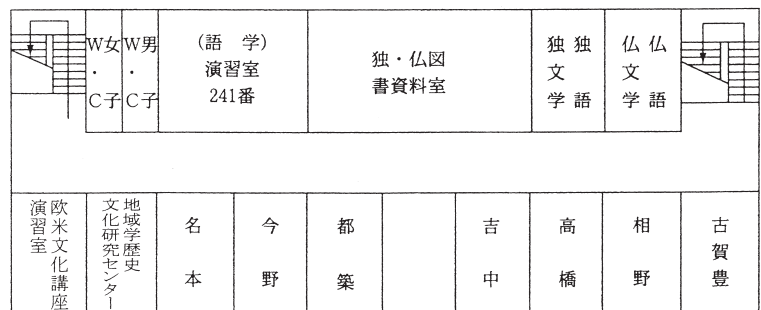 W女・C子
W男・C子
(語 学)
演習室
241番
独・仏図
書資料室
独語
独文学
仏語
仏文学
欧米文化講座
演習室
地域学歴史
文化研究センター
名本
今野
都築
吉中
高橋
相野
古賀豊